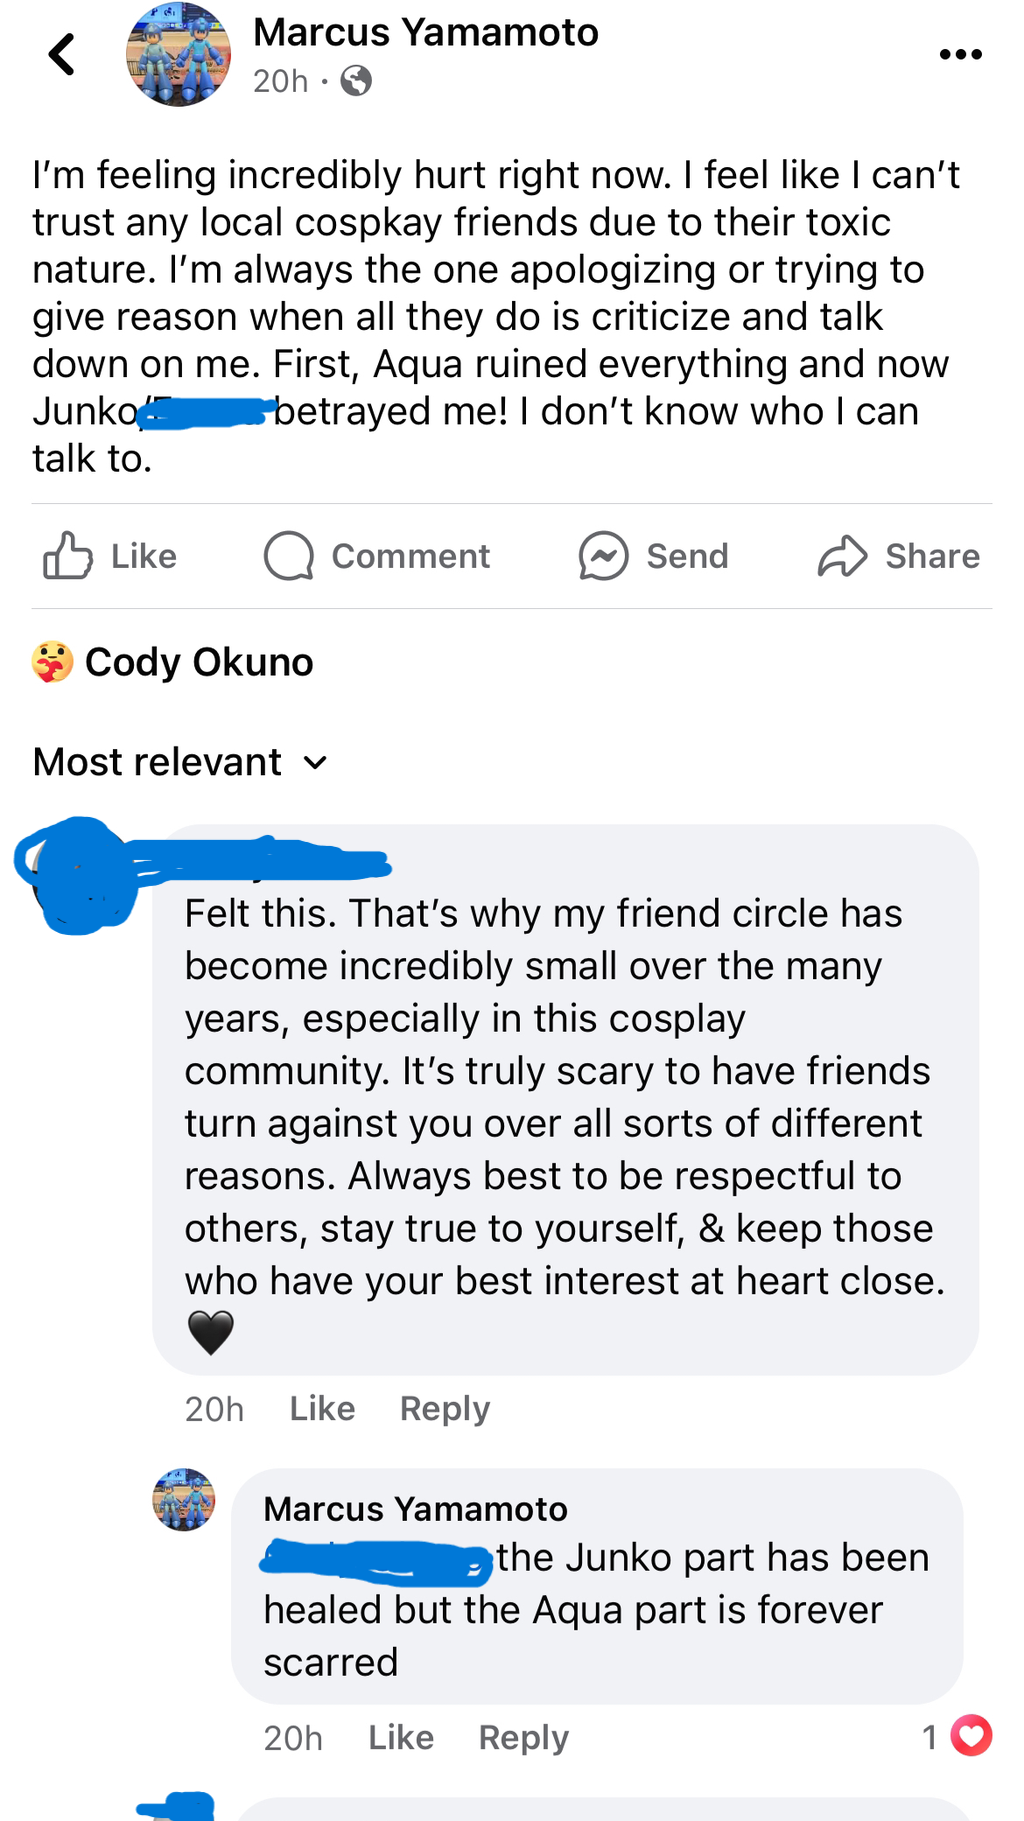 Marcus Yamamoto
20h ·
I'm feeling incredibly hurt right now. I feel like I can't
trust any local cospkay friends due to their toxic
nature. I'm always the one apologizing or trying to
give reason when all they do is criticize and talk
down on me. First, Aqua ruined everything and now
Junko/ betrayed me! I don't know who I can
talk to.
Like Comment Send Share
Cody Okuno
Most relevant
Felt this. That's why my friend circle has
become incredibly small over the many
years, especially in this cosplay
community. It's truly scary to have friends
turn against you over all sorts of different
reasons. Always best to be respectful to
others, stay true to yourself, & keep those
who have your best interest at heart close.
🖤
20h Like Reply
Marcus Yamamoto
the Junko part has been
healed but the Aqua part is forever
scarred
20h Like Reply 1